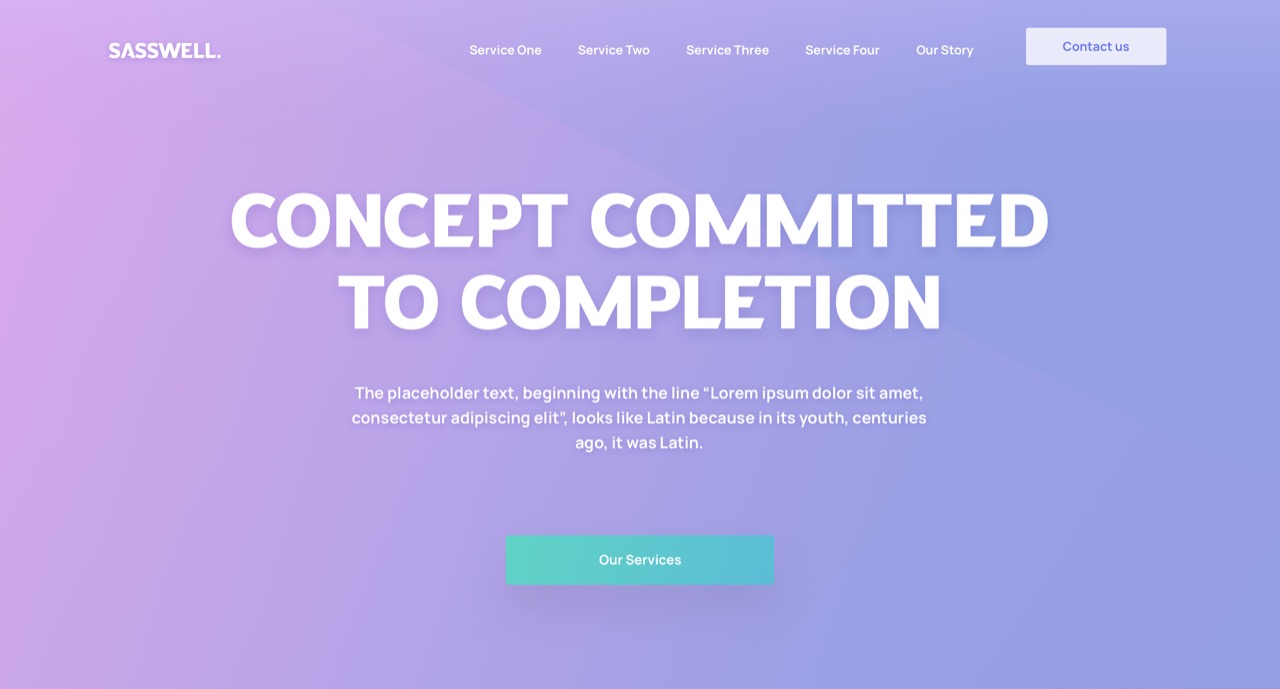 SASSWELL.
Service One
Service Two
Service Three
Service Four
Our Story
Contact us
CONCEPT COMMITTED
TO COMPLETION
The placeholder text, beginning with the line “Lorem ipsum dolor sit amet,
consectetur adipiscing elit”, looks like Latin because in its youth, centuries
ago, it was Latin.
Our Services